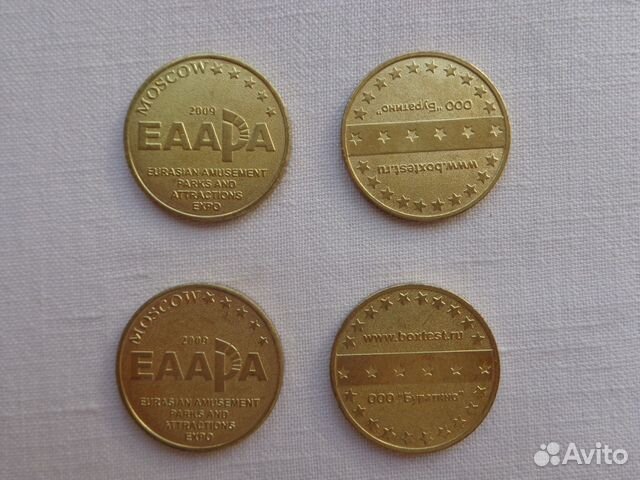 MOSCOW
2009
EAAPA
EURASIAN AMUSEMENT
PARKS AND
ATTRACTIONS
EXPO
ООО "Буратино"
www.boxtest.ru
MOSCOW
2009
EAAPA
EURASIAN AMUSEMENT
PARKS AND
ATTRACTIONS
EXPO
www.boxtest.ru
ООО "Буратино"
Avito